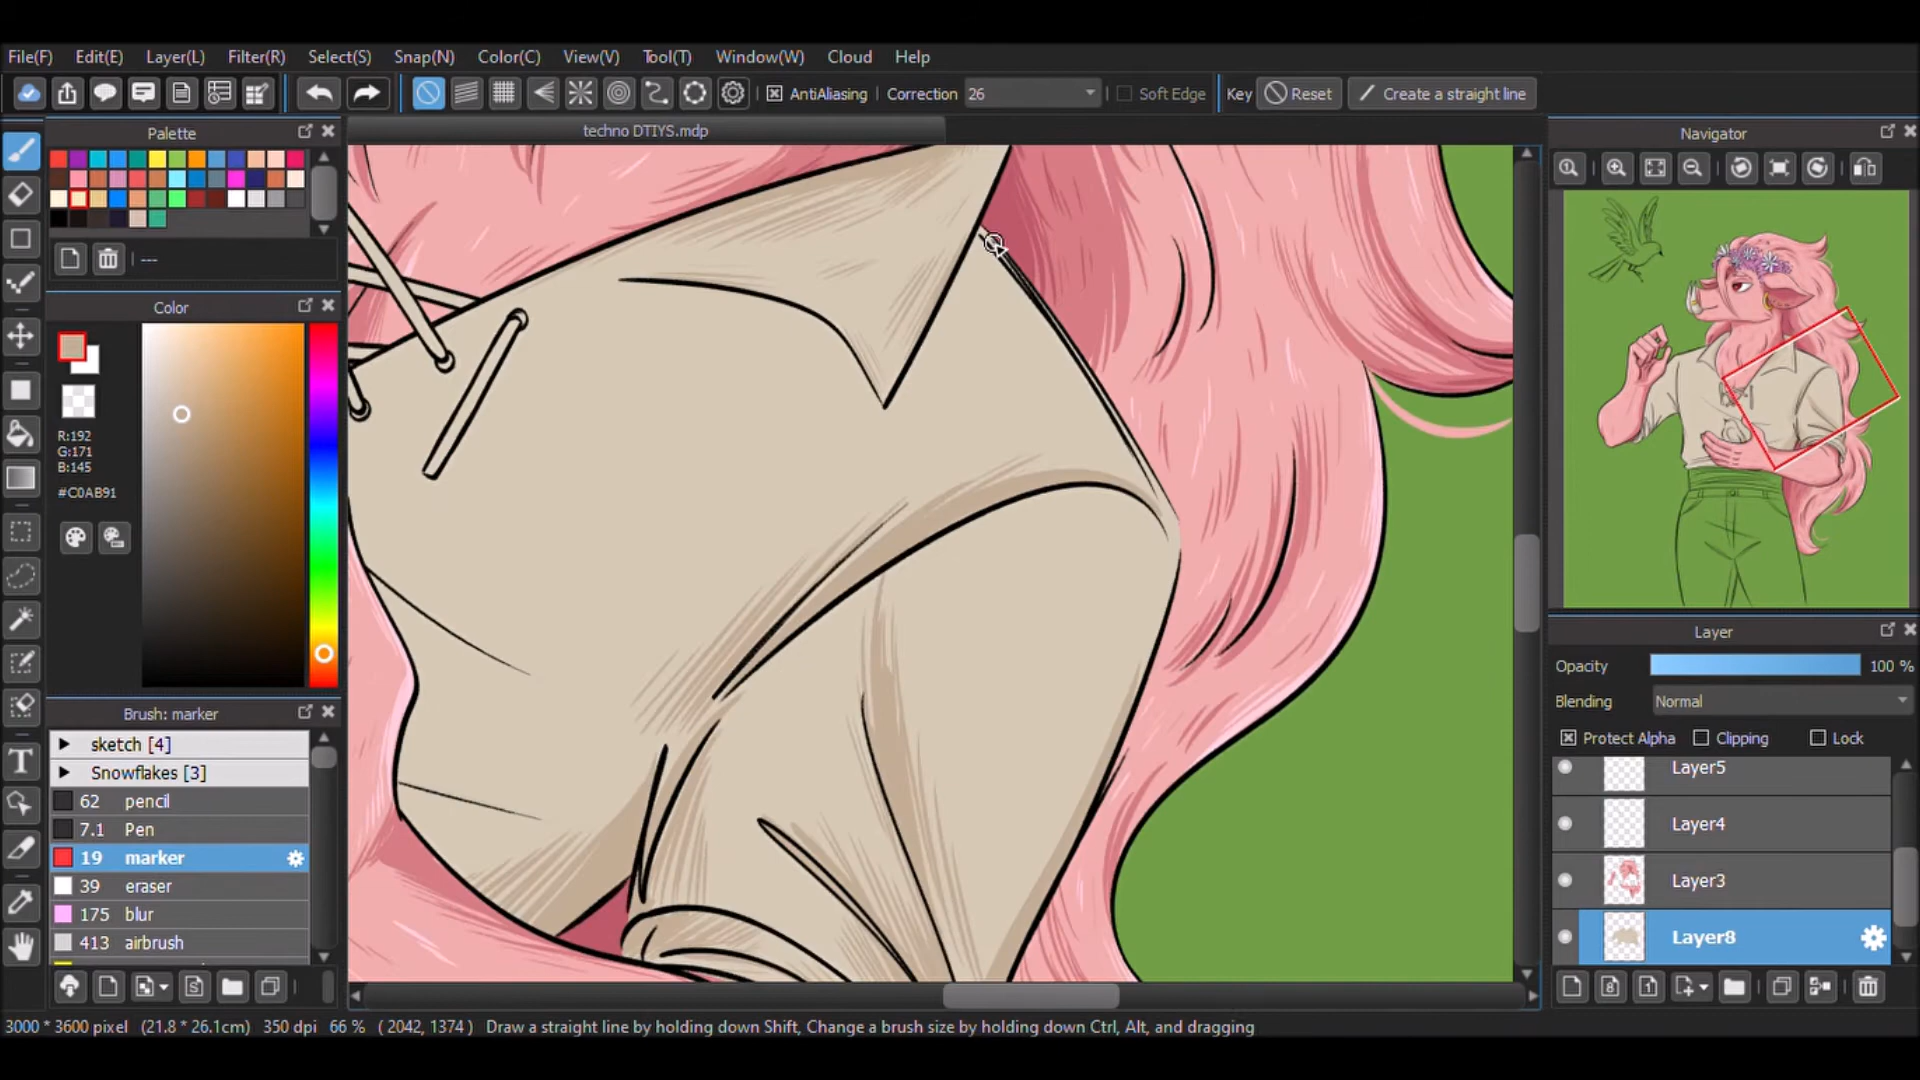 File(F) Edit(E) Layer(L) Filter(R) Select(S) Snap(N) Color(C) View(V) Tool(T) Window(W) Cloud Help
AntiAliasing Correction 26 Soft Edge Key Reset Create a straight line
Palette
techno DTIYS.mdp
Navigator
---
Color
R:192
G:171
B:145
#C0AB91
Layer
Opacity 100 %
Blending Normal
Protect Alpha Clipping Lock
Layer5
Layer4
Layer3
Layer8
Brush: marker
sketch [4]
Snowflakes [3]
62 pencil
7.1 Pen
19 marker
39 eraser
175 blur
413 airbrush
3000 * 3600 pixel (21.8 * 26.1cm) 350 dpi 66 % ( 2042, 1374 ) Draw a straight line by holding down Shift, Change a brush size by holding down Ctrl, Alt, and dragging